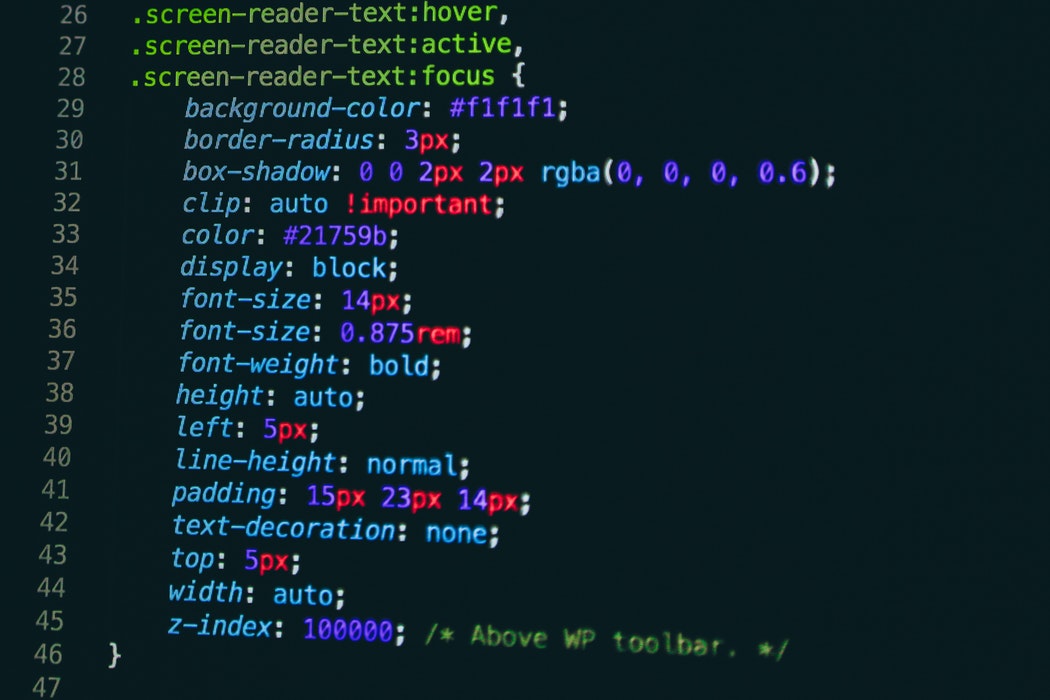 26 .screen-reader-text:hover,
27 .screen-reader-text:active,
28 .screen-reader-text:focus {
29 background-color: #f1f1f1;
30 border-radius: 3px;
31 box-shadow: 0 0 2px 2px rgba(0, 0, 0, 0.6);
32 clip: auto !important;
33 color: #21759b;
34 display: block;
35 font-size: 14px;
36 font-size: 0.875rem;
37 font-weight: bold;
38 height: auto;
39 left: 5px;
40 line-height: normal;
41 padding: 15px 23px 14px;
42 text-decoration: none;
43 top: 5px;
44 width: auto;
45 z-index: 100000; /* Above WP toolbar. */
46 }
47